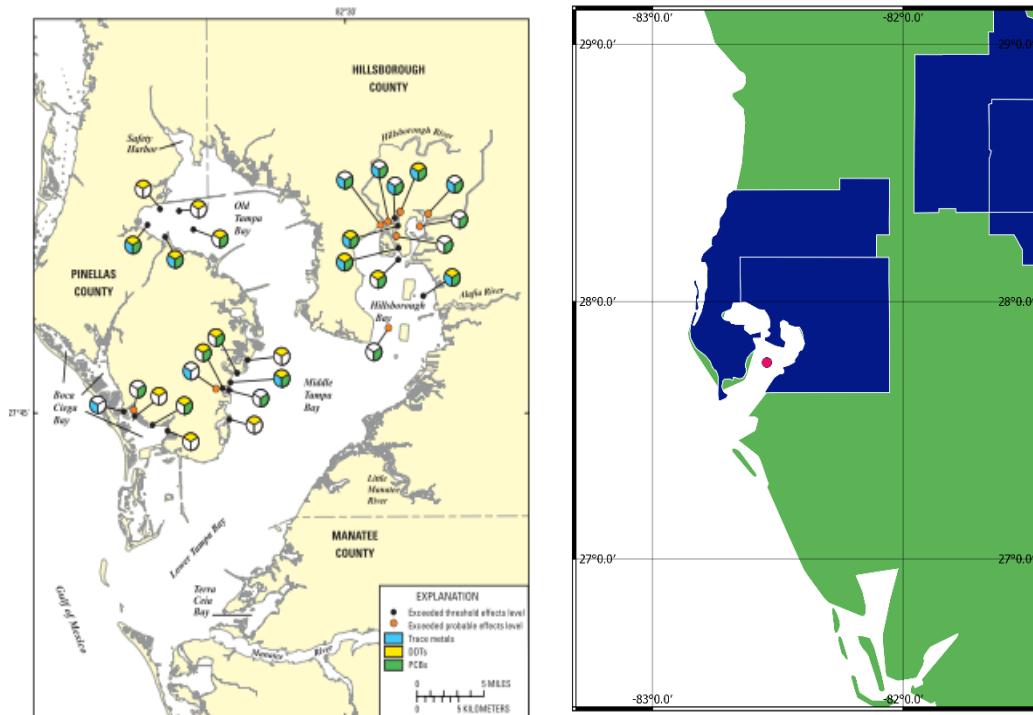 82°30'
HILLSBOROUGH
COUNTY
Hillsborough River
Safety
Harbor
Old
Tampa
Bay
PINELLAS
COUNTY
Hillsborough
Bay
Alafia River
Boca
Ciega
Bay
Middle
Tampa
Bay
27°45'
Little
Manatee
River
MANATEE
COUNTY
Lower Tampa Bay
Terra
Ceia
Bay
Gulf of Mexico
Manatee River
EXPLANATION
Exceeded threshold effects level
Exceeded probable effects level
Trace metals
DDTs
PCBs
0 5 MILES
0 5 KILOMETERS
-83°0.0' -82°0.0'
29°0.0' 29°0.0'
28°0.0' 28°0.0'
27°0.0' 27°0.0'
-83°0.0' -82°0.0'